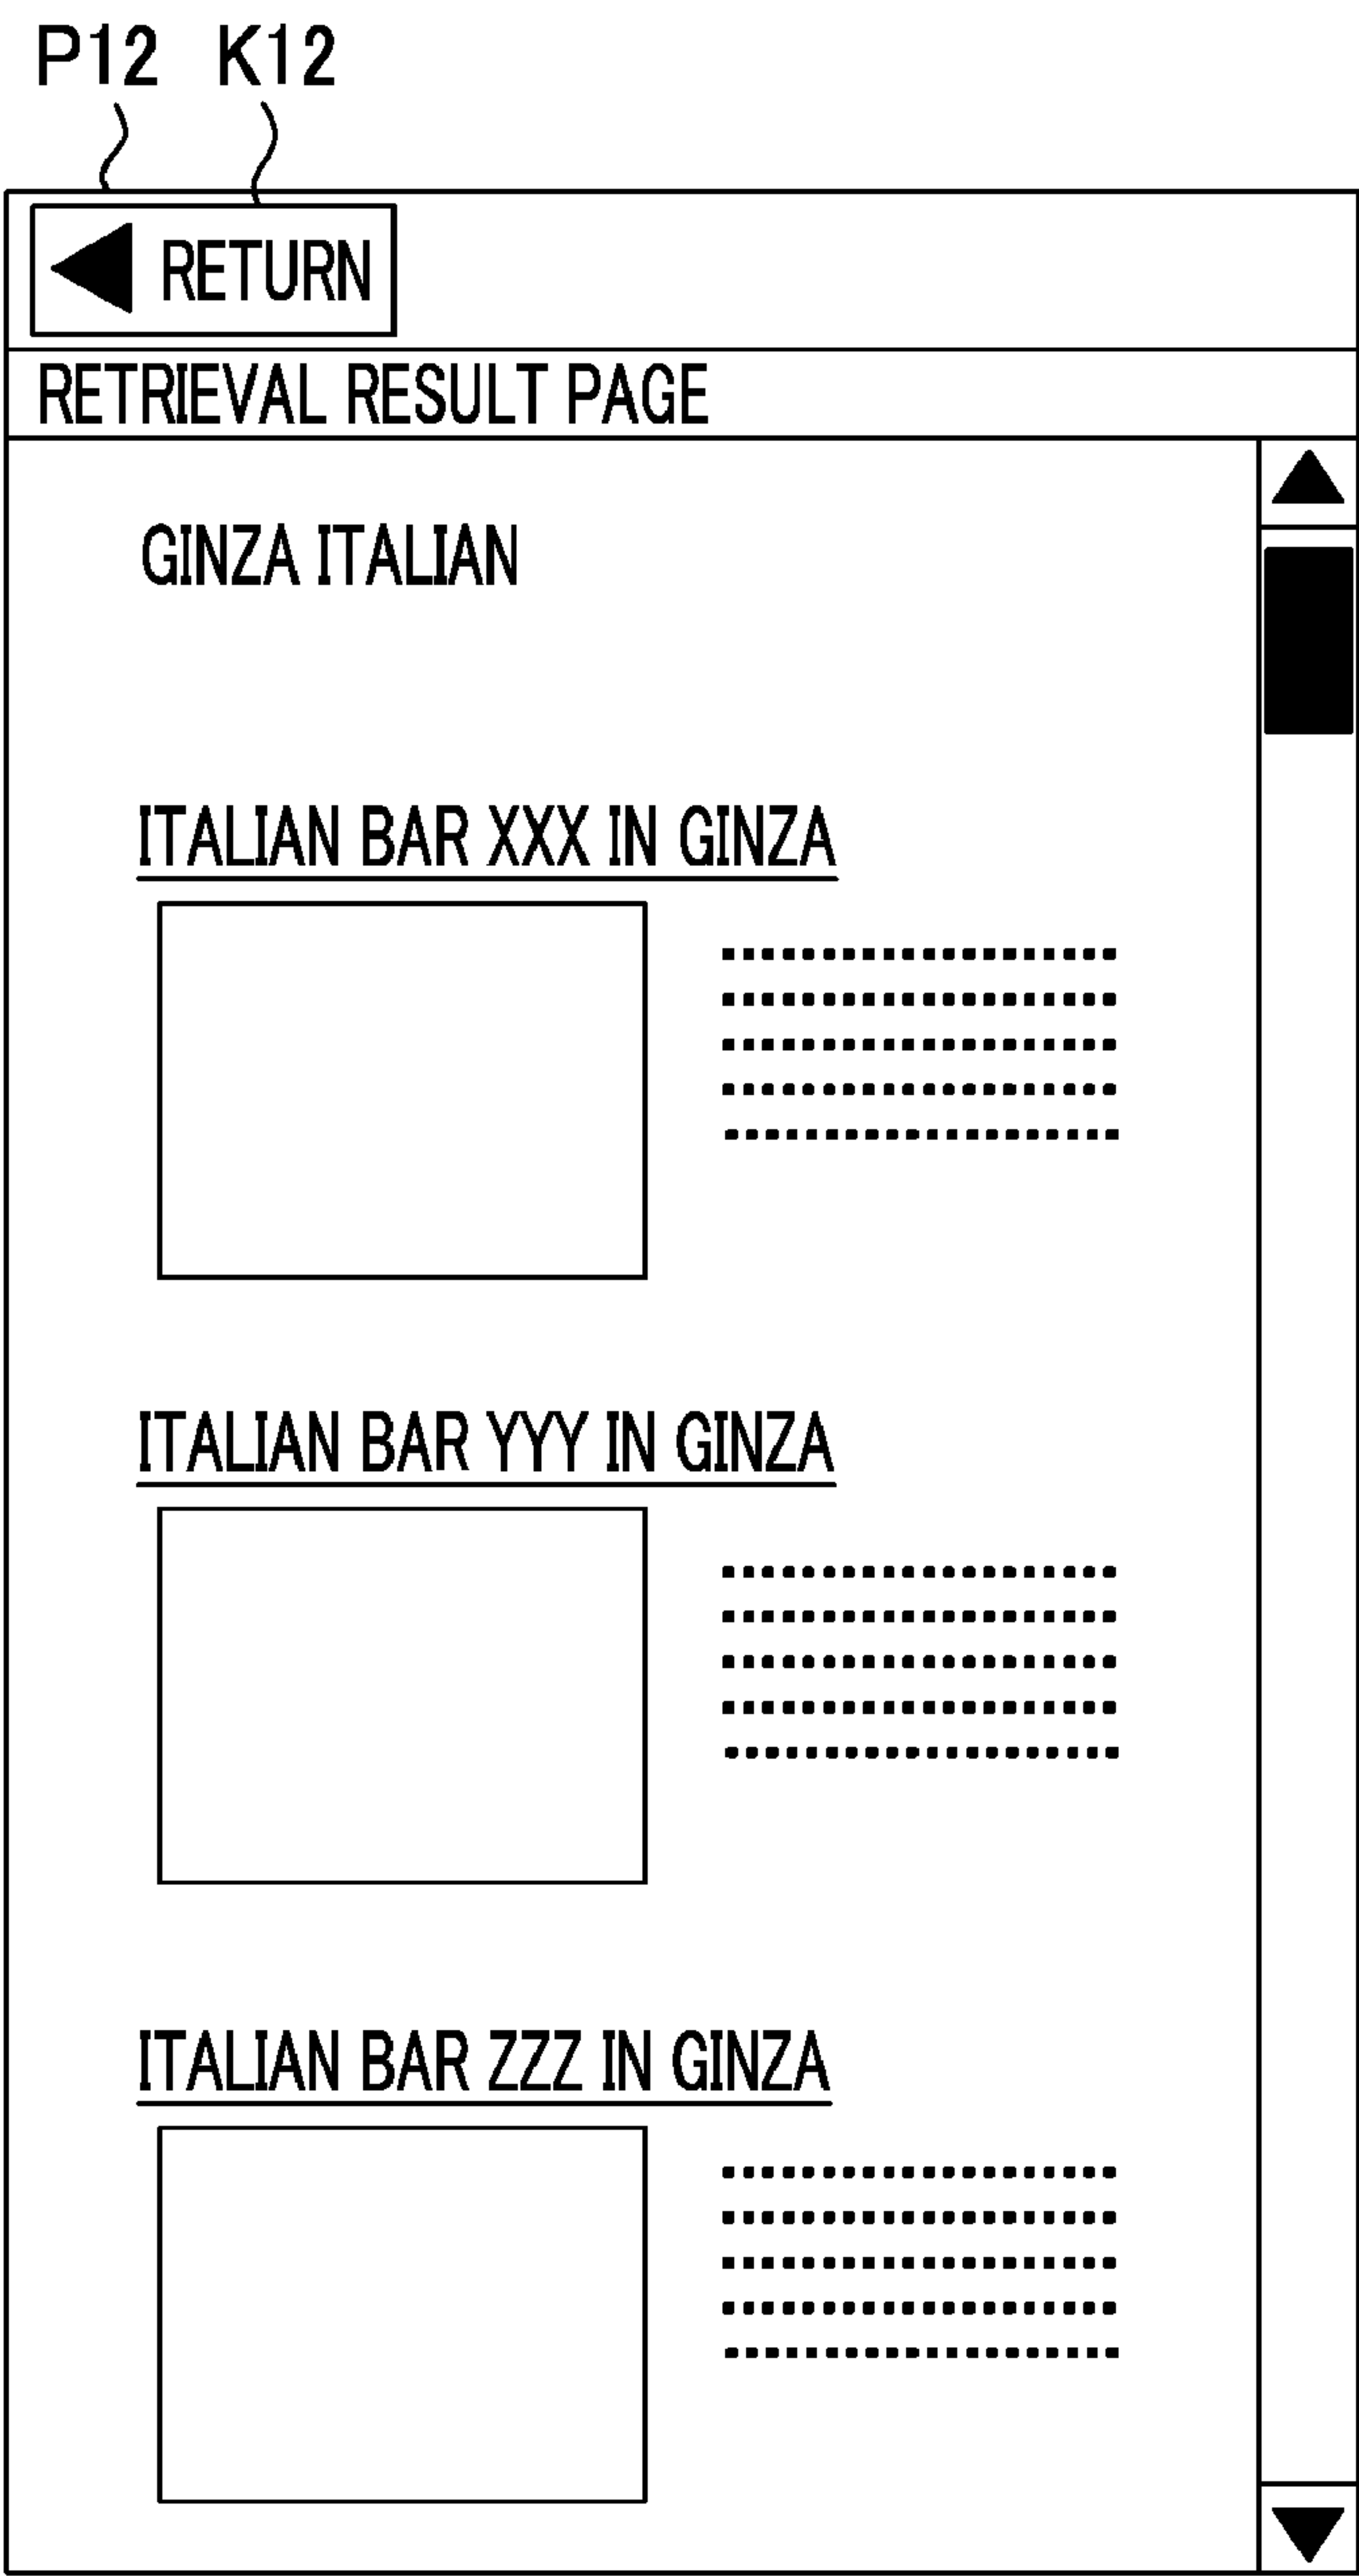 P12 K12
RETURN
RETRIEVAL RESULT PAGE
GINZA ITALIAN
ITALIAN BAR XXX IN GINZA
ITALIAN BAR YYY IN GINZA
ITALIAN BAR ZZZ IN GINZA